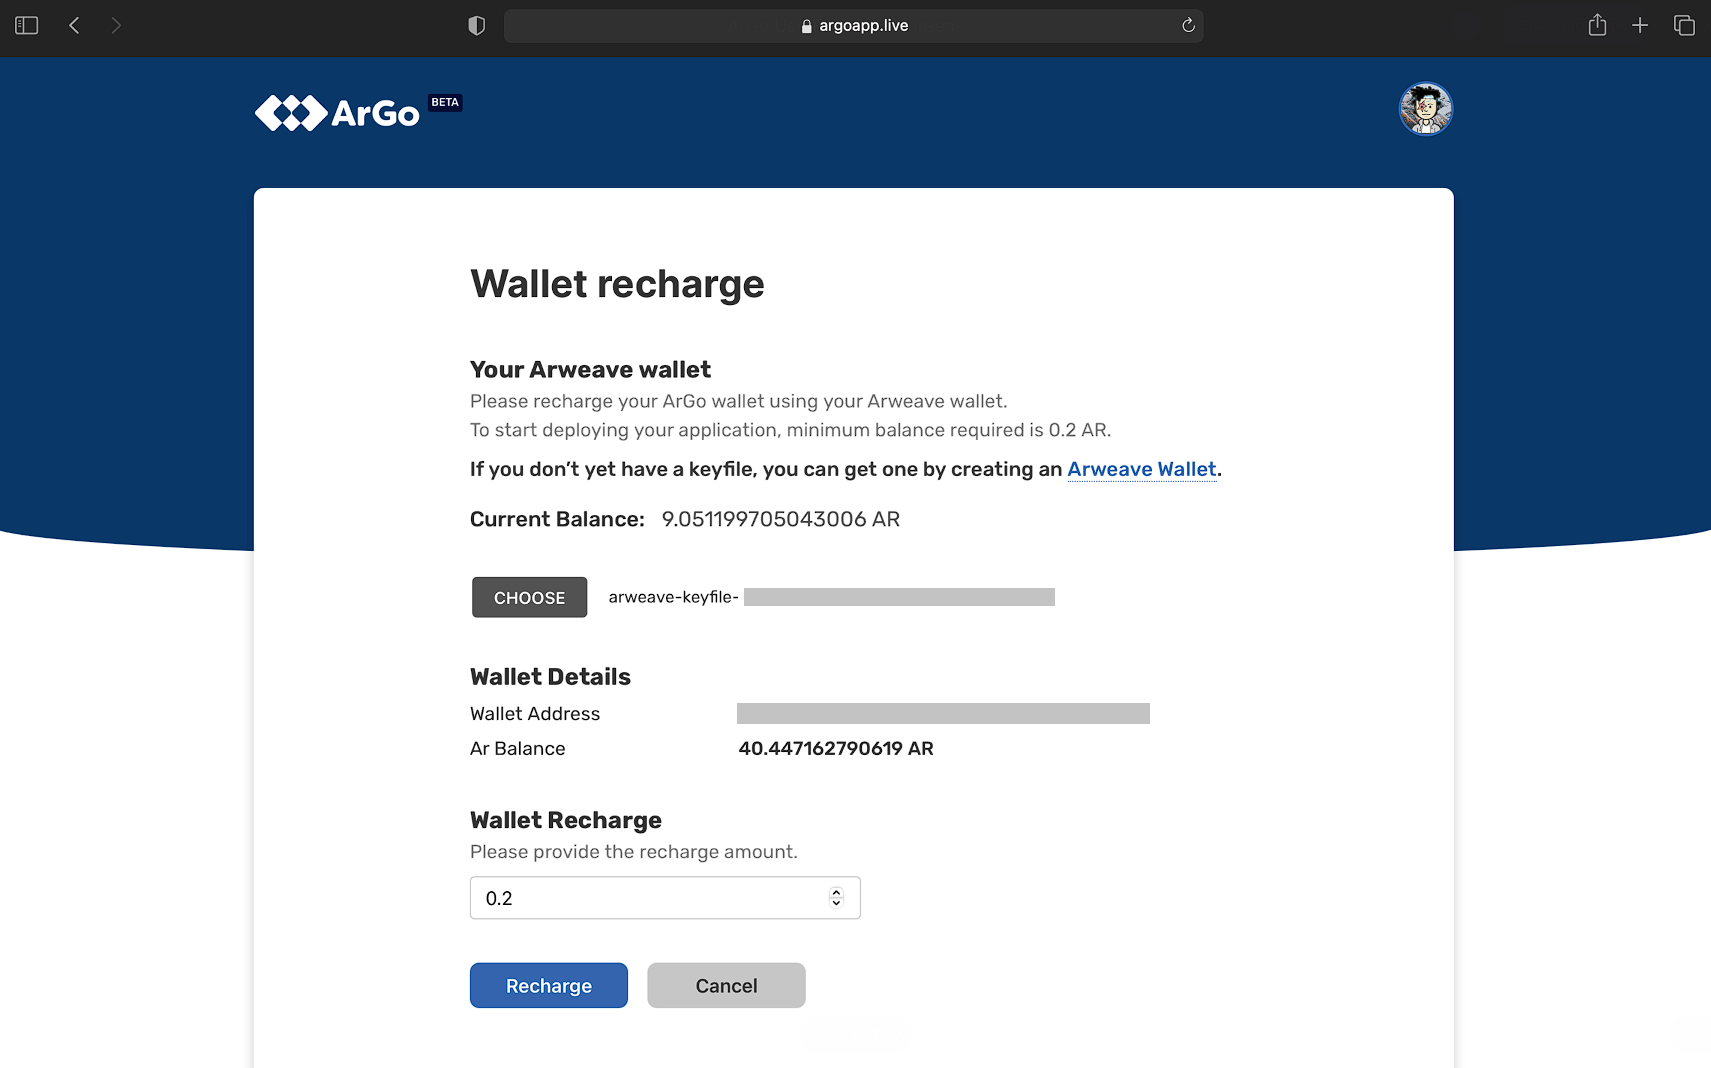 argoapp.live
ArGo BETA
Wallet recharge
Your Arweave wallet
Please recharge your ArGo wallet using your Arweave wallet.
To start deploying your application, minimum balance required is 0.2 AR.
If you don’t yet have a keyfile, you can get one by creating an Arweave Wallet.
Current Balance: 9.051199705043006 AR
CHOOSE arweave-keyfile-
Wallet Details
Wallet Address
Ar Balance 40.447162790619 AR
Wallet Recharge
Please provide the recharge amount.
0.2
Recharge Cancel